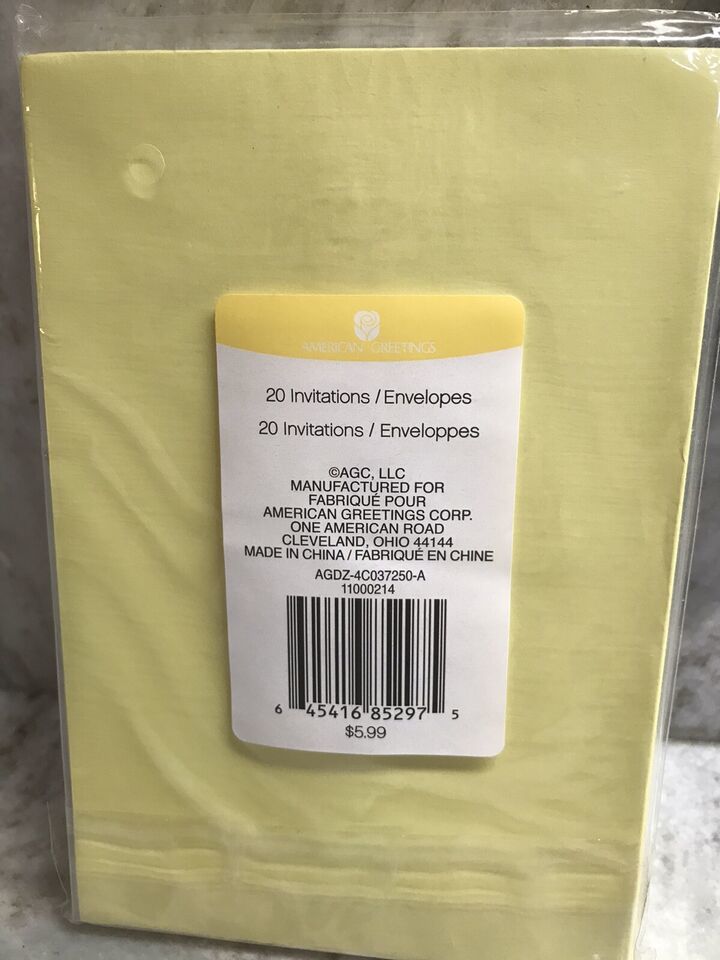 AMERICAN GREETINGS
20 Invitations / Envelopes
20 Invitations / Enveloppes
©AGC, LLC
MANUFACTURED FOR
FABRIQUÉ POUR
AMERICAN GREETINGS CORP.
ONE AMERICAN ROAD
CLEVELAND, OHIO 44144
MADE IN CHINA / FABRIQUÉ EN CHINE
AGDZ-4C037250-A
11000214
6 45416 85297 5
$5.99